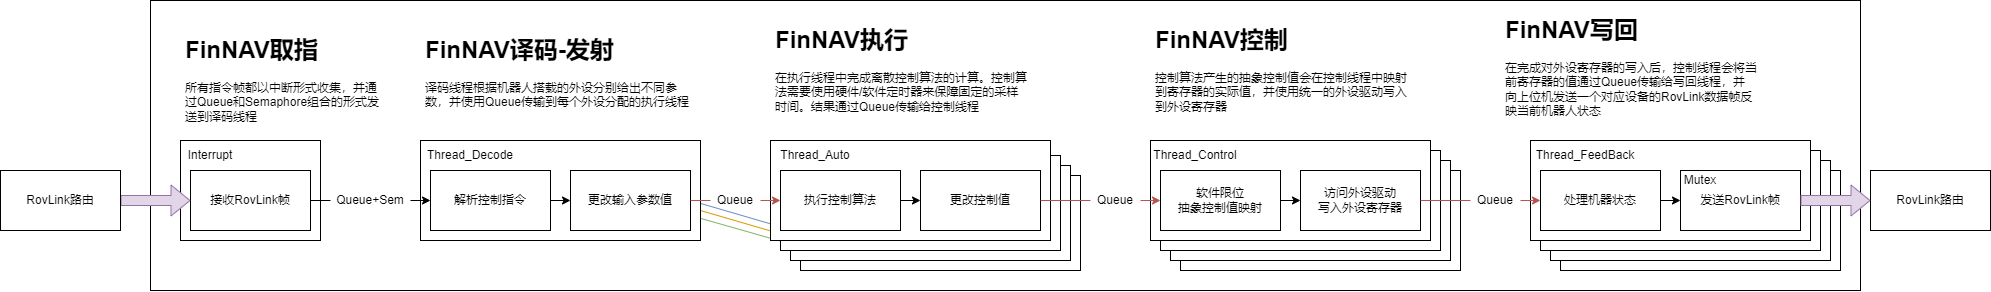 FinNAV取指
所有指令帧都以中断形式收集，并通
过Queue和Semaphore组合的形式发
送到译码线程
FinNAV译码-发射
译码线程根据机器人搭载的外设分别给出不同参
数，并使用Queue传输到每个外设分配的执行线程
FinNAV执行
在执行线程中完成离散控制算法的计算。控制算
法需要使用硬件/软件定时器来保障固定的采样
时间。结果通过Queue传输给控制线程
FinNAV控制
控制算法产生的抽象控制值会在控制线程中映射
到寄存器的实际值，并使用统一的外设驱动写入
到外设寄存器
FinNAV写回
在完成对外设寄存器的写入后，控制线程会将当
前寄存器的值通过Queue传输给写回线程，并
向上位机发送一个对应设备的RovLink数据帧反
映当前机器人状态
RovLink路由
Interrupt
接收RovLink帧
Queue+Sem
Thread_Decode
解析控制指令
更改输入参数值
Queue
Thread_Auto
执行控制算法
更改控制值
Queue
Thread_Control
软件限位
抽象控制值映射
访问外设驱动
写入外设寄存器
Queue
Thread_FeedBack
处理机器状态
Mutex
发送RovLink帧
RovLink路由